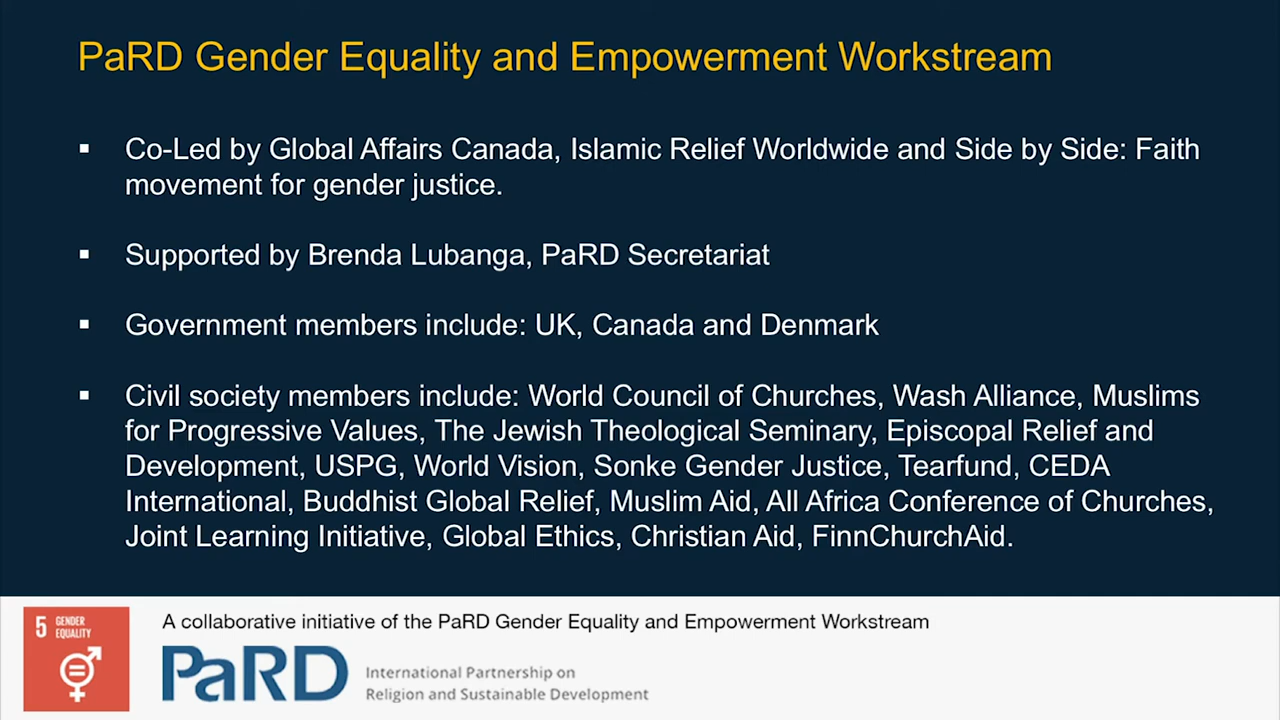 PaRD Gender Equality and Empowerment Workstream
▪ Co-Led by Global Affairs Canada, Islamic Relief Worldwide and Side by Side: Faith
movement for gender justice.
▪ Supported by Brenda Lubanga, PaRD Secretariat
▪ Government members include: UK, Canada and Denmark
▪ Civil society members include: World Council of Churches, Wash Alliance, Muslims
for Progressive Values, The Jewish Theological Seminary, Episcopal Relief and
Development, USPG, World Vision, Sonke Gender Justice, Tearfund, CEDA
International, Buddhist Global Relief, Muslim Aid, All Africa Conference of Churches,
Joint Learning Initiative, Global Ethics, Christian Aid, FinnChurchAid.
5 GENDER
EQUALITY
A collaborative initiative of the PaRD Gender Equality and Empowerment Workstream
PaRD
International Partnership on
Religion and Sustainable Development